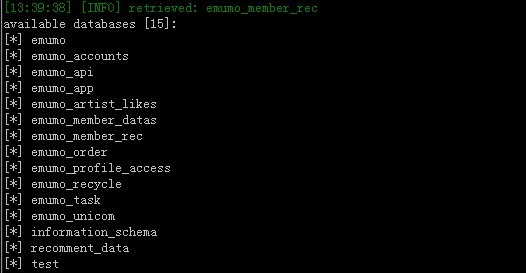 [13:39:38] [INFO] retrieved: emumo_member_rec
available databases [15]:
[*] emumo
[*] emumo_accounts
[*] emumo_api
[*] emumo_app
[*] emumo_artist_likes
[*] emumo_member_datas
[*] emumo_member_rec
[*] emumo_order
[*] emumo_profile_access
[*] emumo_recycle
[*] emumo_task
[*] emumo_unicom
[*] information_schema
[*] recomment_data
[*] test